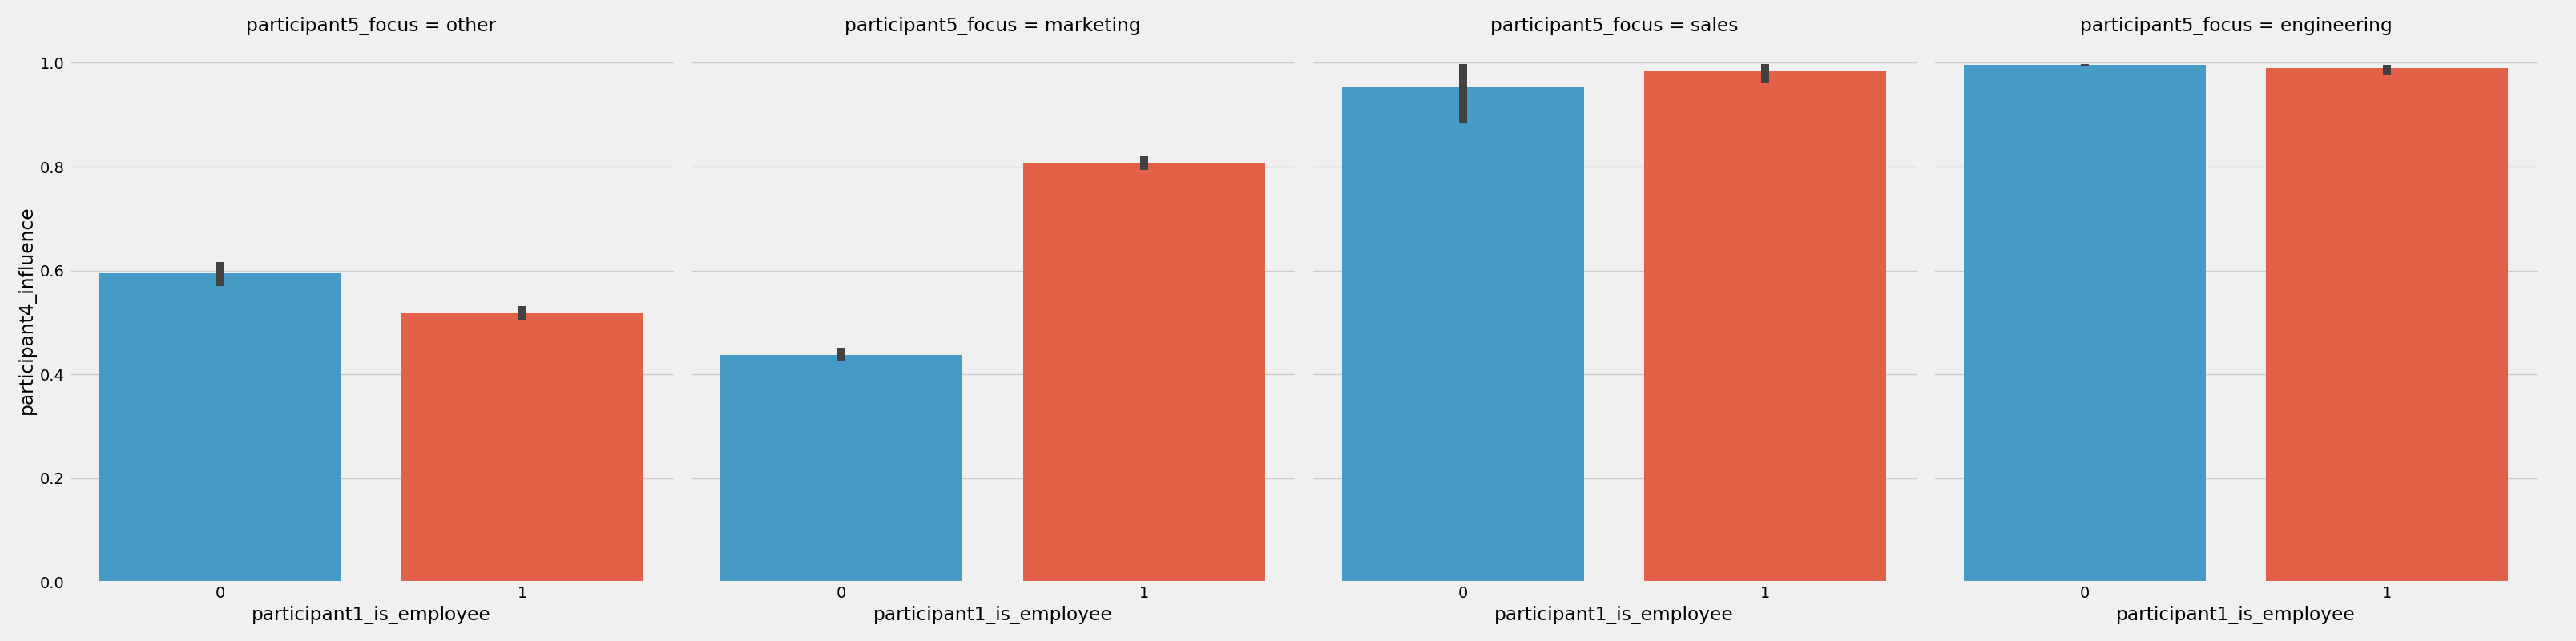 participant5_focus = other
participant5_focus = marketing
participant5_focus = sales
participant5_focus = engineering
participant4_influence
1.0
0.8
0.6
0.4
0.2
0.0
0
1
0
1
0
1
0
1
participant1_is_employee
participant1_is_employee
participant1_is_employee
participant1_is_employee